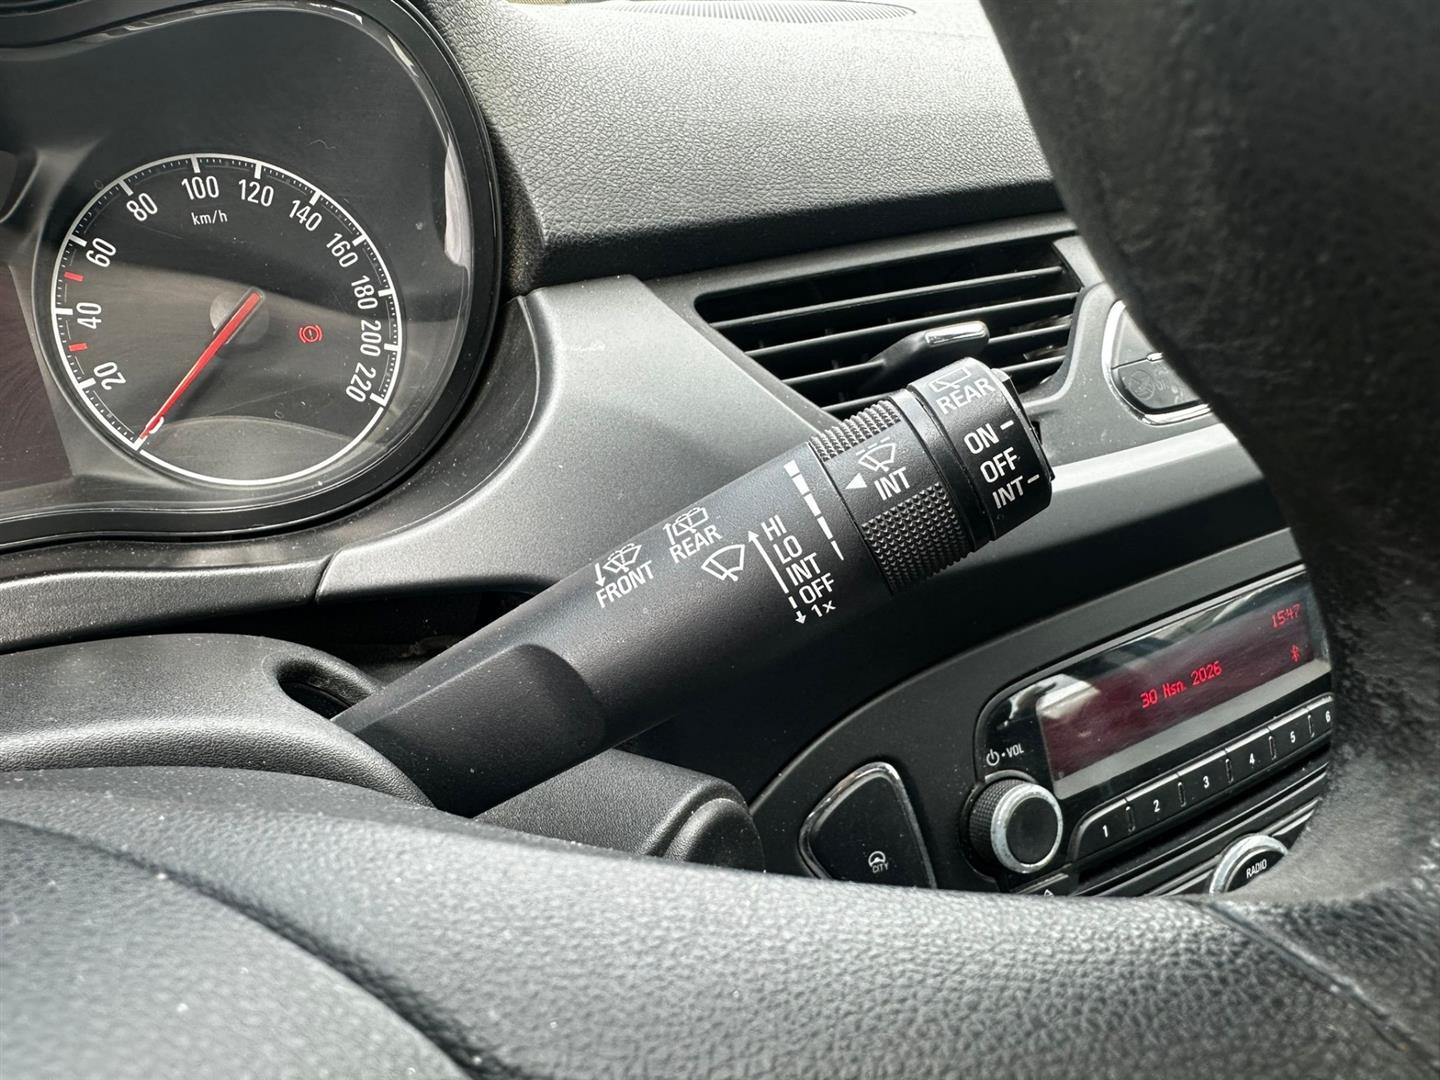 20
40
60
80
100
120
140
160
180
200
220
km/h
REAR
ON
OFF
INT
INT
HI
LO
INT
OFF
1x
REAR
FRONT
15:47
30 Nsn. 2026
VOL
1
2
3
4
5
6
RADIO
CITY